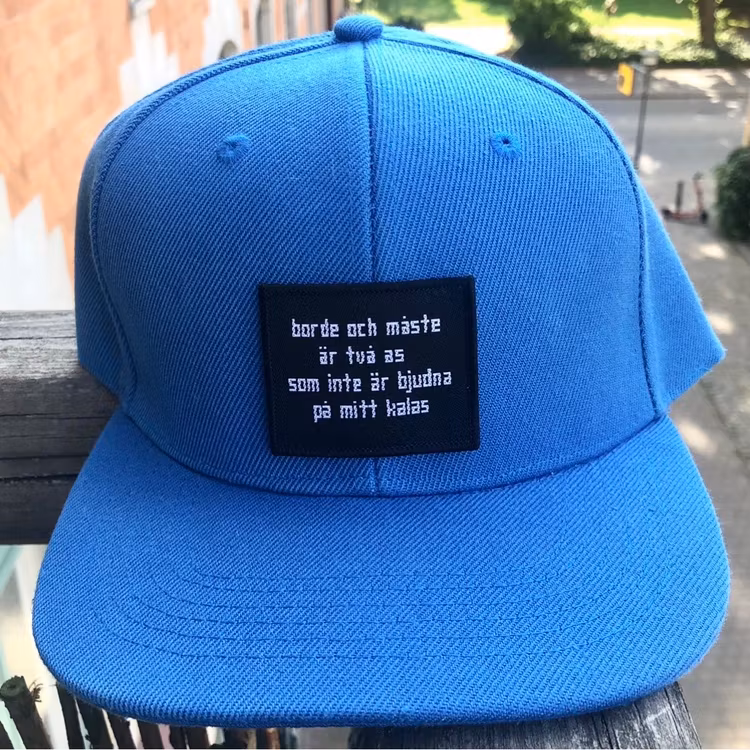 borde och måste
är två as
som inte är bjudna
på mitt kalas